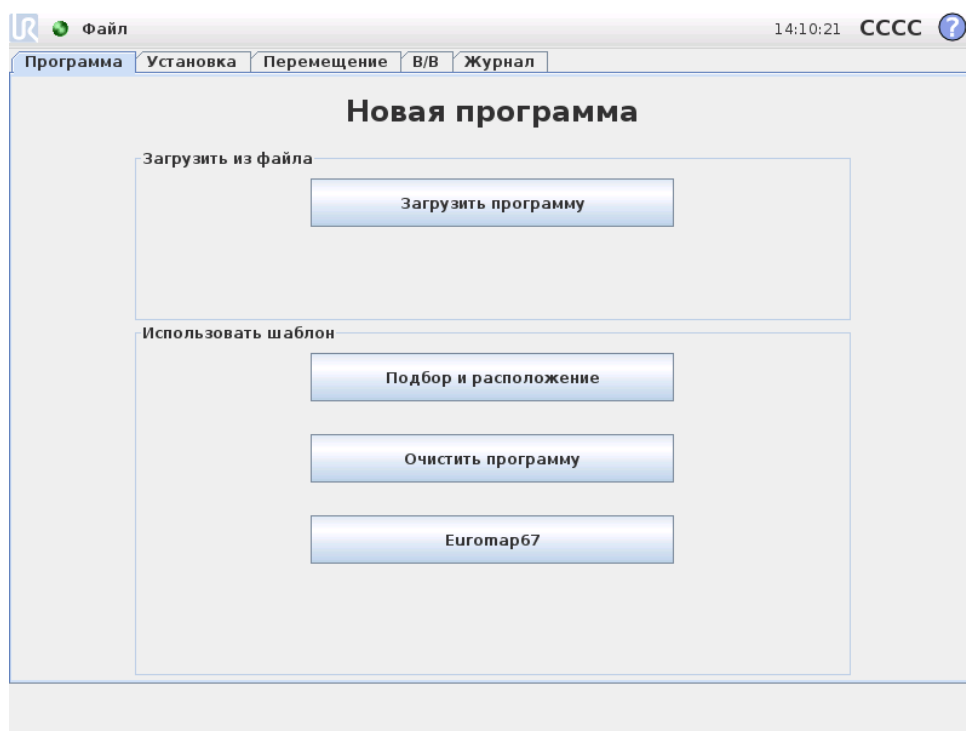 UR Файл 14:10:21 CCCC ?
Программа Установка Перемещение В/В Журнал
Новая программа
Загрузить из файла
Загрузить программу
Использовать шаблон
Подбор и расположение
Очистить программу
Euromap67